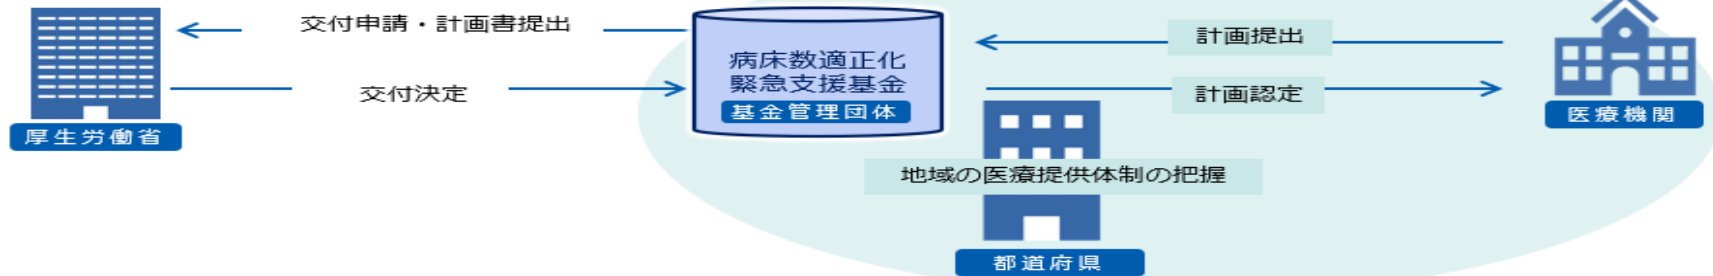 交付申請・計画書提出
交付決定
厚生労働省
病床数適正化
緊急支援基金
基金管理団体
計画提出
計画認定
医療機関
地域の医療提供体制の把握
都道府県